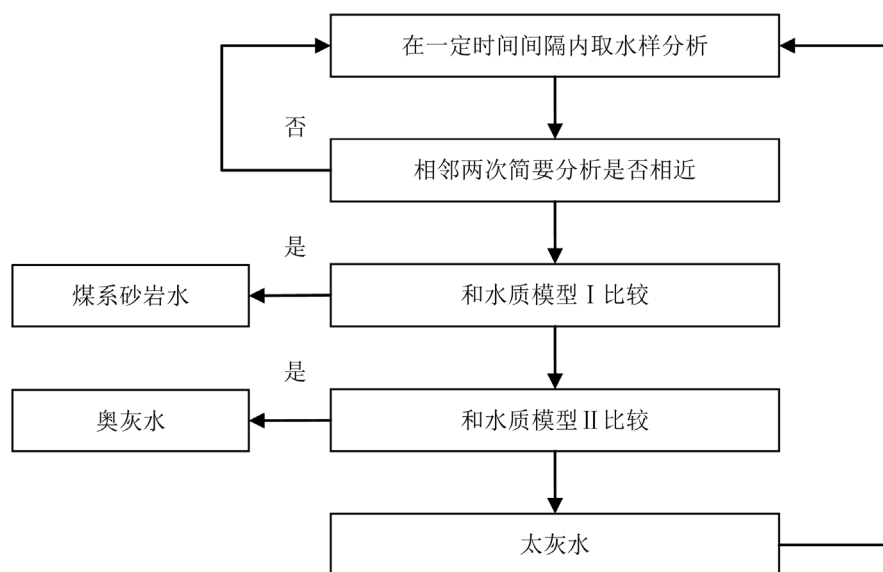 在一定时间间隔内取水样分析
否
相邻两次简要分析是否相近
是
煤系砂岩水
和水质模型Ⅰ比较
是
奥灰水
和水质模型Ⅱ比较
太灰水